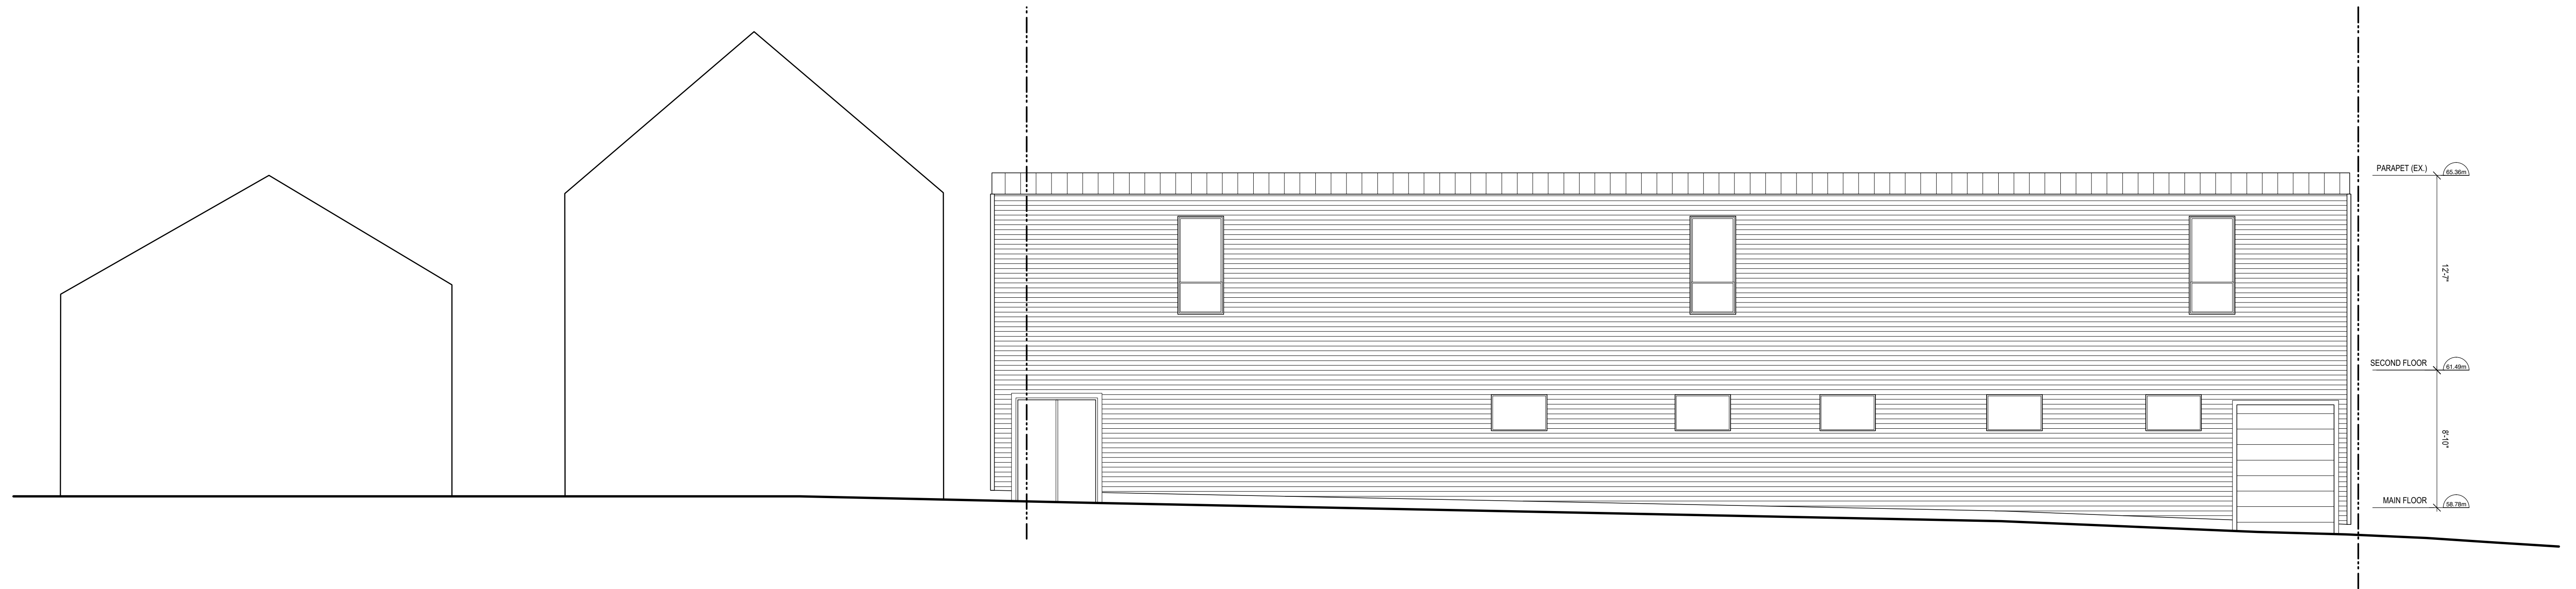 PARAPET (EX.) 65.36m
12'-7"
SECOND FLOOR 61.49m
8'-10"
MAIN FLOOR 58.78m